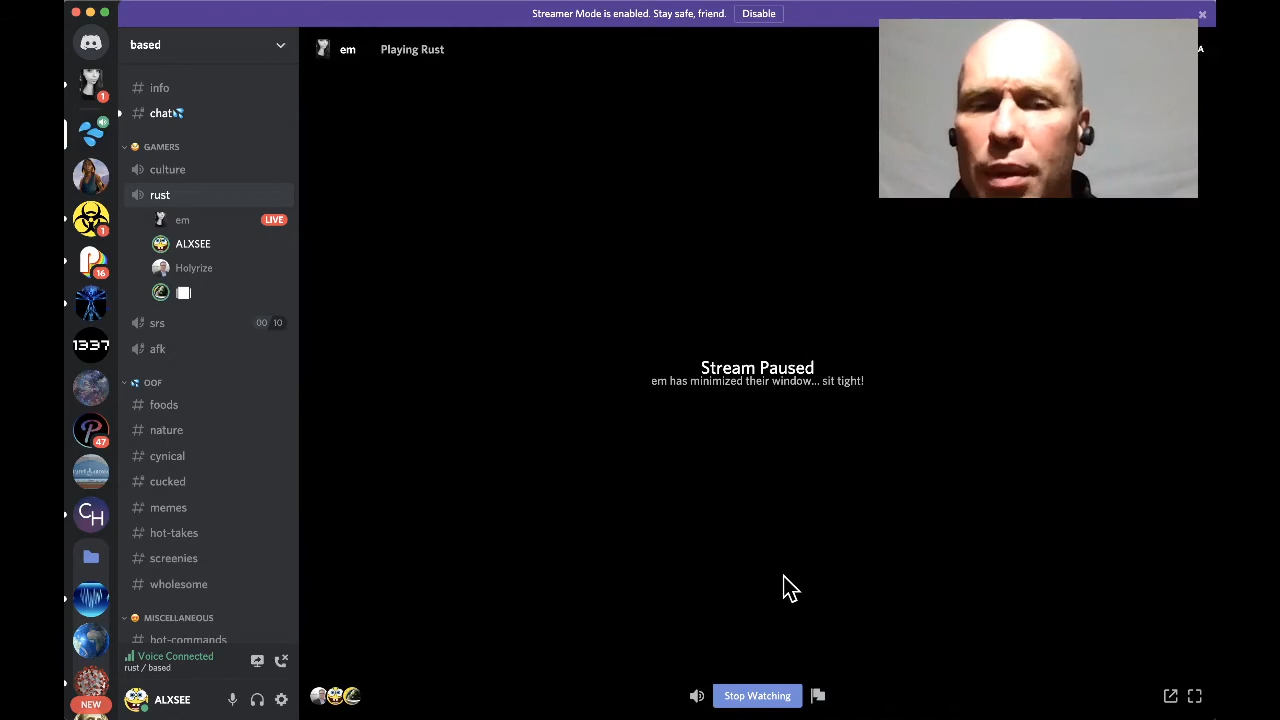 Streamer Mode is enabled. Stay safe, friend.
Disable
based
em
Playing Rust
A
info
1
chat
GAMERS
culture
rust
em
LIVE
1
ALXSEE
16
Holyrize
srs
00 10
1337
afk
OOF
foods
nature
47
cynical
cucked
CH
memes
hot-takes
screenies
wholesome
MISCELLANEOUS
bot-commands
Stream Paused
em has minimized their window... sit tight!
Voice Connected
rust / based
ALXSEE
NEW
Stop Watching